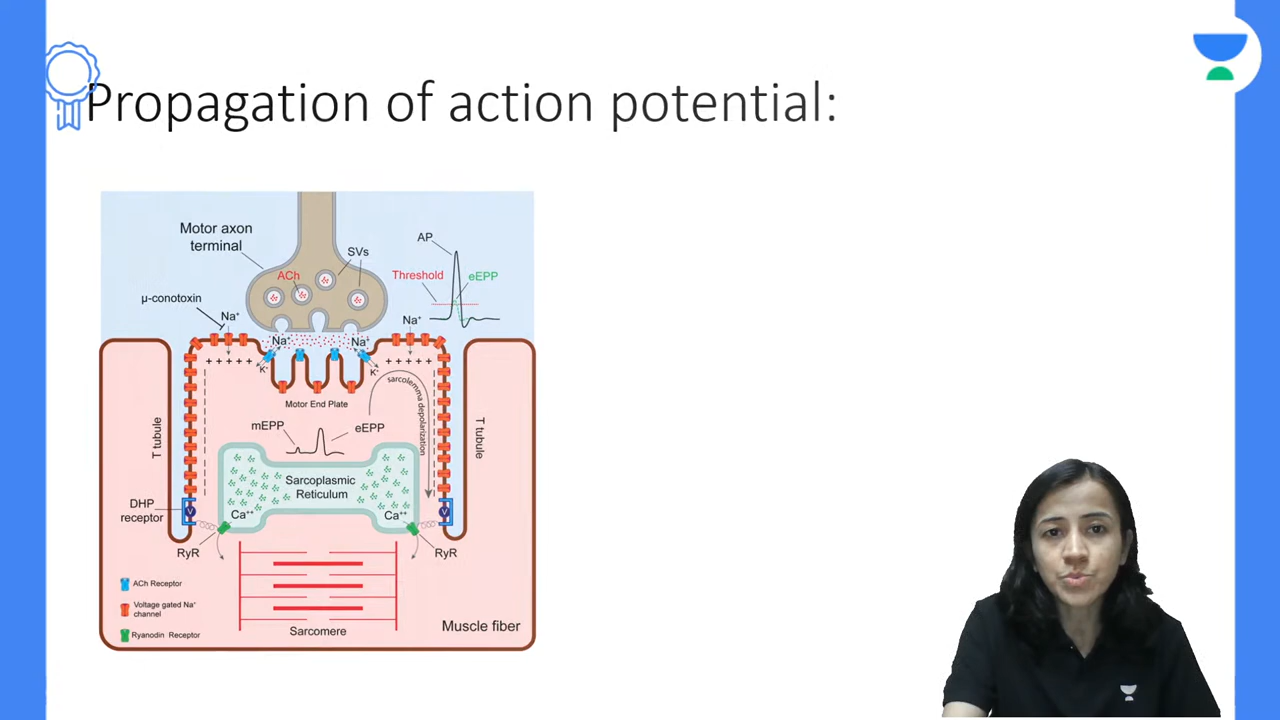 Propagation of action potential:
Motor axon
terminal
SVs
ACh
AP
Threshold
eEPP
μ-conotoxin
Na⁺
Na⁺
Na⁺
Na⁺
K⁺
K⁺
+ + + + +
+ + + + +
Motor End Plate
sarcolemma depolarization
mEPP
eEPP
T tubule
T tubule
Sarcoplasmic
Reticulum
DHP
receptor
V
V
Ca⁺⁺
Ca⁺⁺
RyR
RyR
ACh Receptor
Voltage gated Na⁺
channel
Ryanodin Receptor
Sarcomere
Muscle fiber